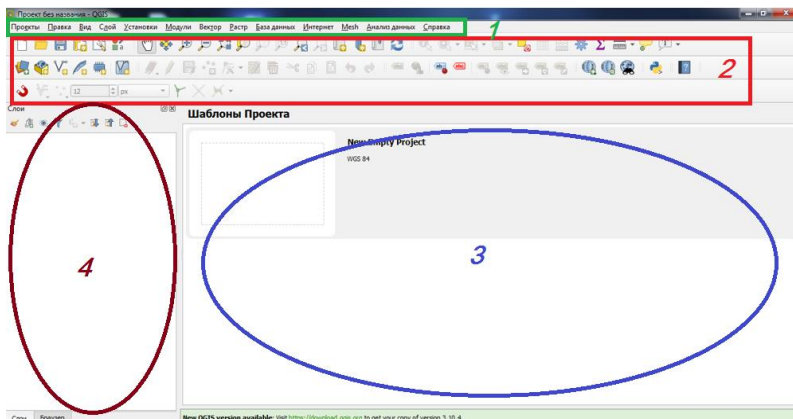 Проект без названия - QGIS
Проекты Правка Вид Слой Установки Модули Вектор Растр База данных Интернет Mesh Анализ данных Справка
1
2
12 px
Слои
Шаблоны Проекта
New Empty Project
WGS 84
3
4
Слои Браузер
New QGIS version available: Visit https://download.qgis.org to get your copy of version 3.10.4